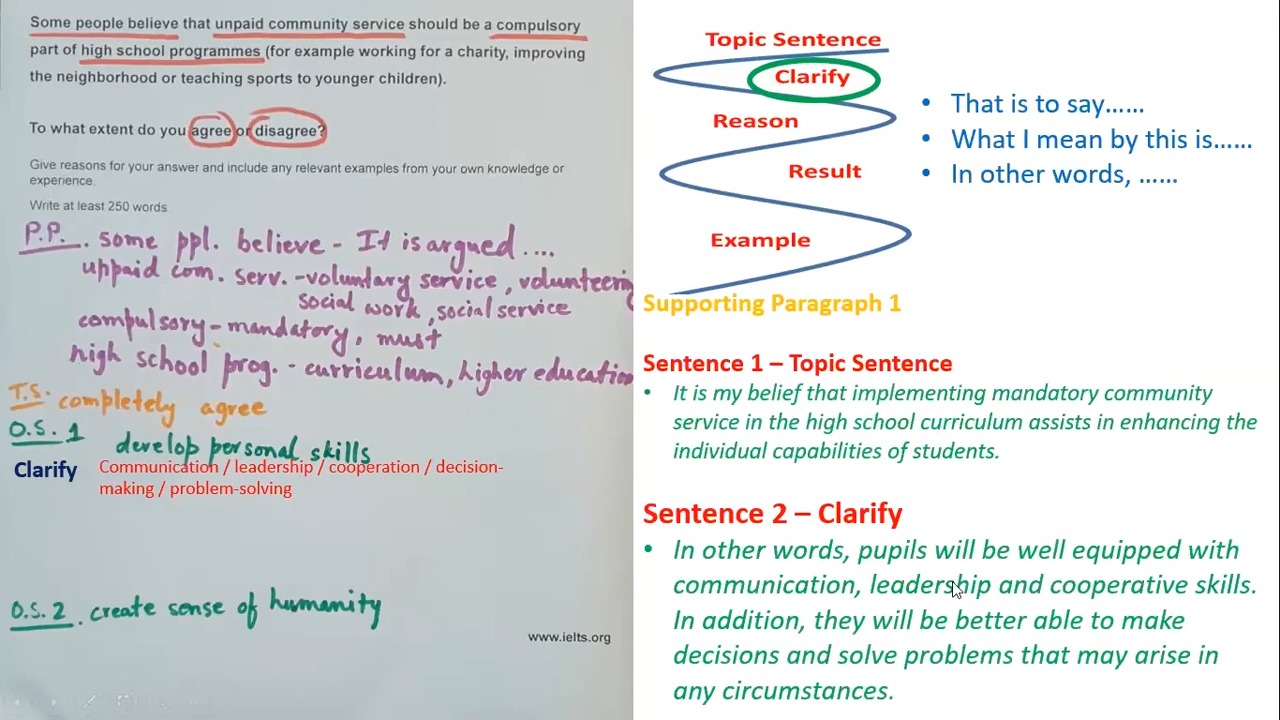 Some people believe that unpaid community service should be a compulsory
part of high school programmes (for example working for a charity, improving
the neighborhood or teaching sports to younger children).
To what extent do you agree or disagree?
Give reasons for your answer and include any relevant examples from your own knowledge or
experience.
Write at least 250 words
P.P. . some ppl. believe - It is argued ....
uppaid com. serv. - voluntary service, volunteering
social work, social service
compulsory - mandatory, must
high school prog. - curriculum, higher education
T.S. completely agree
O.S. 1 develop personal skills
Clarify Communication / leadership / cooperation / decision-
making / problem-solving
O.S. 2 . create sense of humanity
www.ielts.org
Topic Sentence
Clarify
Reason
Result
Example
• That is to say......
• What I mean by this is......
• In other words, ......
Supporting Paragraph 1
Sentence 1 – Topic Sentence
• It is my belief that implementing mandatory community
service in the high school curriculum assists in enhancing the
individual capabilities of students.
Sentence 2 – Clarify
• In other words, pupils will be well equipped with
communication, leadership and cooperative skills.
In addition, they will be better able to make
decisions and solve problems that may arise in
any circumstances.